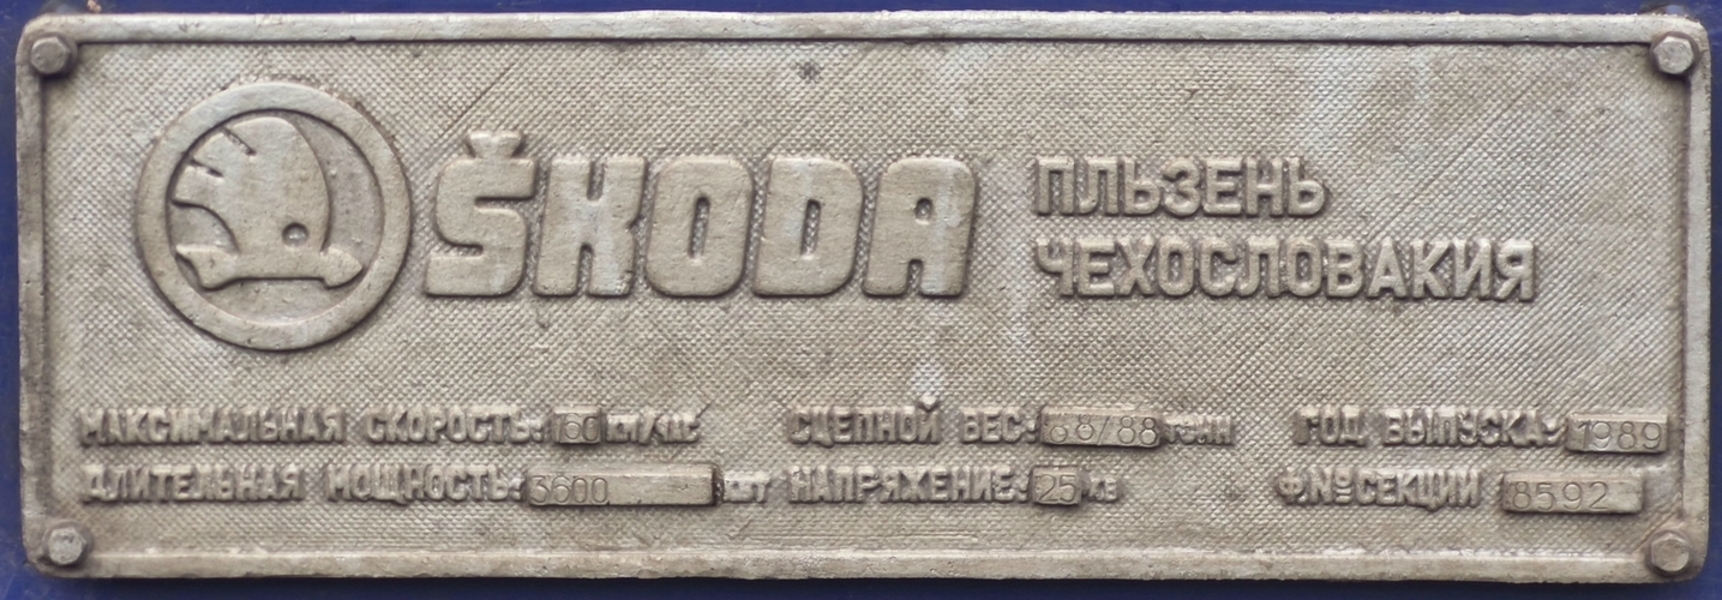 ŠKODA
ПЛЬЗЕНЬ
ЧЕХОСЛОВАКИЯ
МАКСИМАЛЬНАЯ СКОРОСТЬ: 160 КМ/ЧАС СЦЕПНОЙ ВЕС: 88/88 ТОНН ГОД ВЫПУСКА: 1989
ДЛИТЕЛЬНАЯ МОЩНОСТЬ: 3600 КВТ НАПРЯЖЕНИЕ: 25 КВ Ф.№ СЕКЦИИ 8592